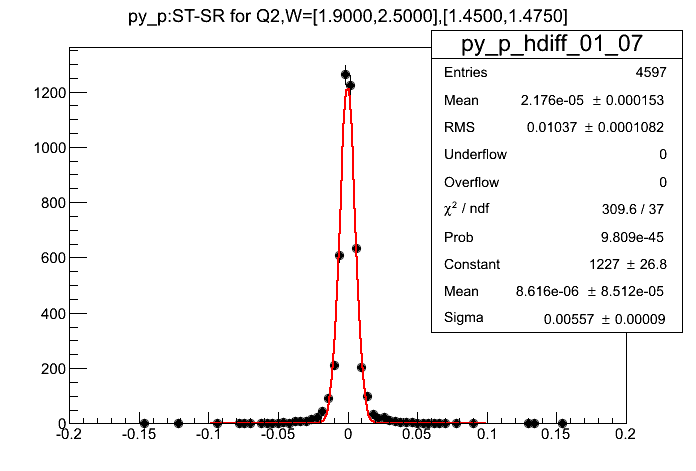 py_p:ST-SR for Q2,W=[1.9000,2.5000],[1.4500,1.4750]
py_p_hdiff_01_07
Entries 4597
Mean 2.176e-05 ± 0.000153
RMS 0.01037 ± 0.0001082
Underflow 0
Overflow 0
χ² / ndf 309.6 / 37
Prob 9.809e-45
Constant 1227 ± 26.8
Mean 8.616e-06 ± 8.512e-05
Sigma 0.00557 ± 0.00009
1200
1000
800
600
400
200
0
-0.2 -0.15 -0.1 -0.05 0 0.05 0.1 0.15 0.2